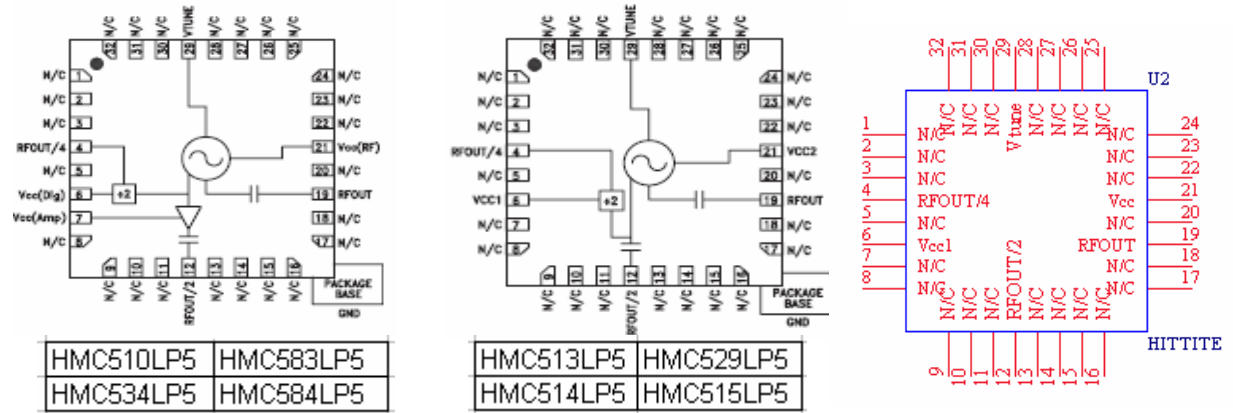 N/C N/C N/C VTUNE N/C N/C N/C N/C
32 31 30 29 28 27 26 25
N/C 1 24 N/C
N/C 2 23 N/C
N/C 3 22 N/C
RFOUT/4 4 21 Vcc(RF)
N/C 5 20 N/C
Vcc(Dig) 6 ÷2 19 RFOUT
Vcc(Amp) 7 18 N/C
N/C 8 17 N/C
9 10 11 12 13 14 15 16
N/C N/C N/C RFOUT/2 N/C N/C N/C N/C
PACKAGE
BASE
GND
HMC510LP5 HMC583LP5
HMC534LP5 HMC584LP5
N/C N/C N/C VTUNE N/C N/C N/C N/C
32 31 30 29 28 27 26 25
N/C 1 24 N/C
N/C 2 23 N/C
N/C 3 22 N/C
RFOUT/4 4 21 VCC2
N/C 5 20 N/C
VCC1 6 ÷2 19 RFOUT
N/C 7 18 N/C
N/C 8 17 N/C
9 10 11 12 13 14 15 16
N/C N/C N/C RFOUT/2 N/C N/C N/C N/C
PACKAGE
BASE
GND
HMC513LP5 HMC529LP5
HMC514LP5 HMC515LP5
32 31 30 29 28 27 26 25
U2
N/C N/C N/C Vtune N/C N/C N/C N/C
1 N/C N/C 24
2 N/C N/C 23
3 N/C N/C 22
4 RFOUT/4 Vcc 21
5 N/C N/C 20
6 Vcc1 RFOUT 19
7 N/C N/C 18
8 N/C N/C 17
N/C N/C N/C RFOUT/2 N/C N/C N/C N/C
9 10 11 12 13 14 15 16
HITTITE